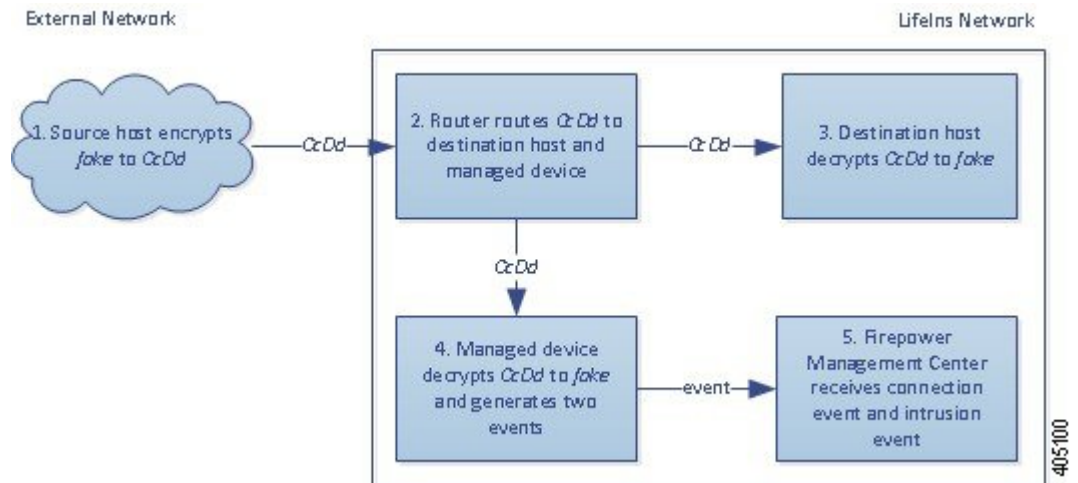 External Network
LifeIns Network
1. Source host encrypts
fake to CcDd
CcDd
2. Router routes CcDd to
destination host and
managed device
CcDd
3. Destination host
decrypts CcDd to fake
CcDd
4. Managed device
decrypts CcDd to fake
and generates two
events
event
5. Firepower
Management Center
receives connection
event and intrusion
event
405100